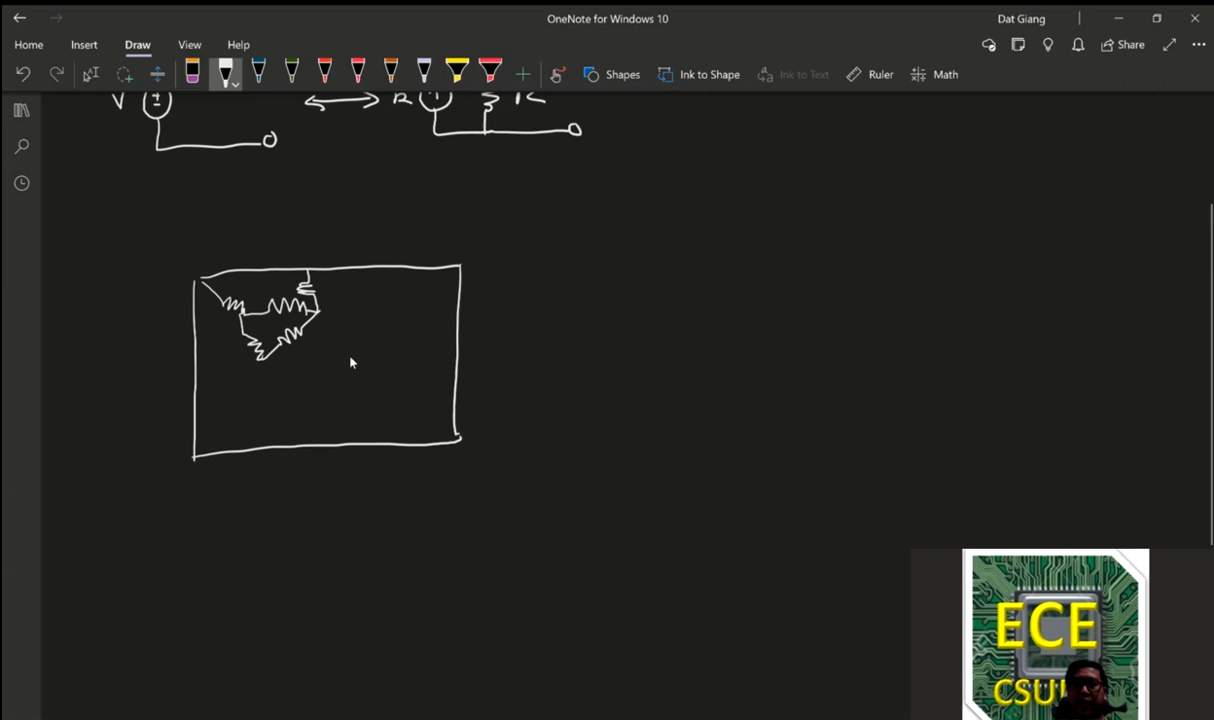 OneNote for Windows 10
Dat Giang
Home Insert Draw View Help
Share
Shapes
Ink to Shape
Ink to Text
Ruler
Math
V
R
ECE